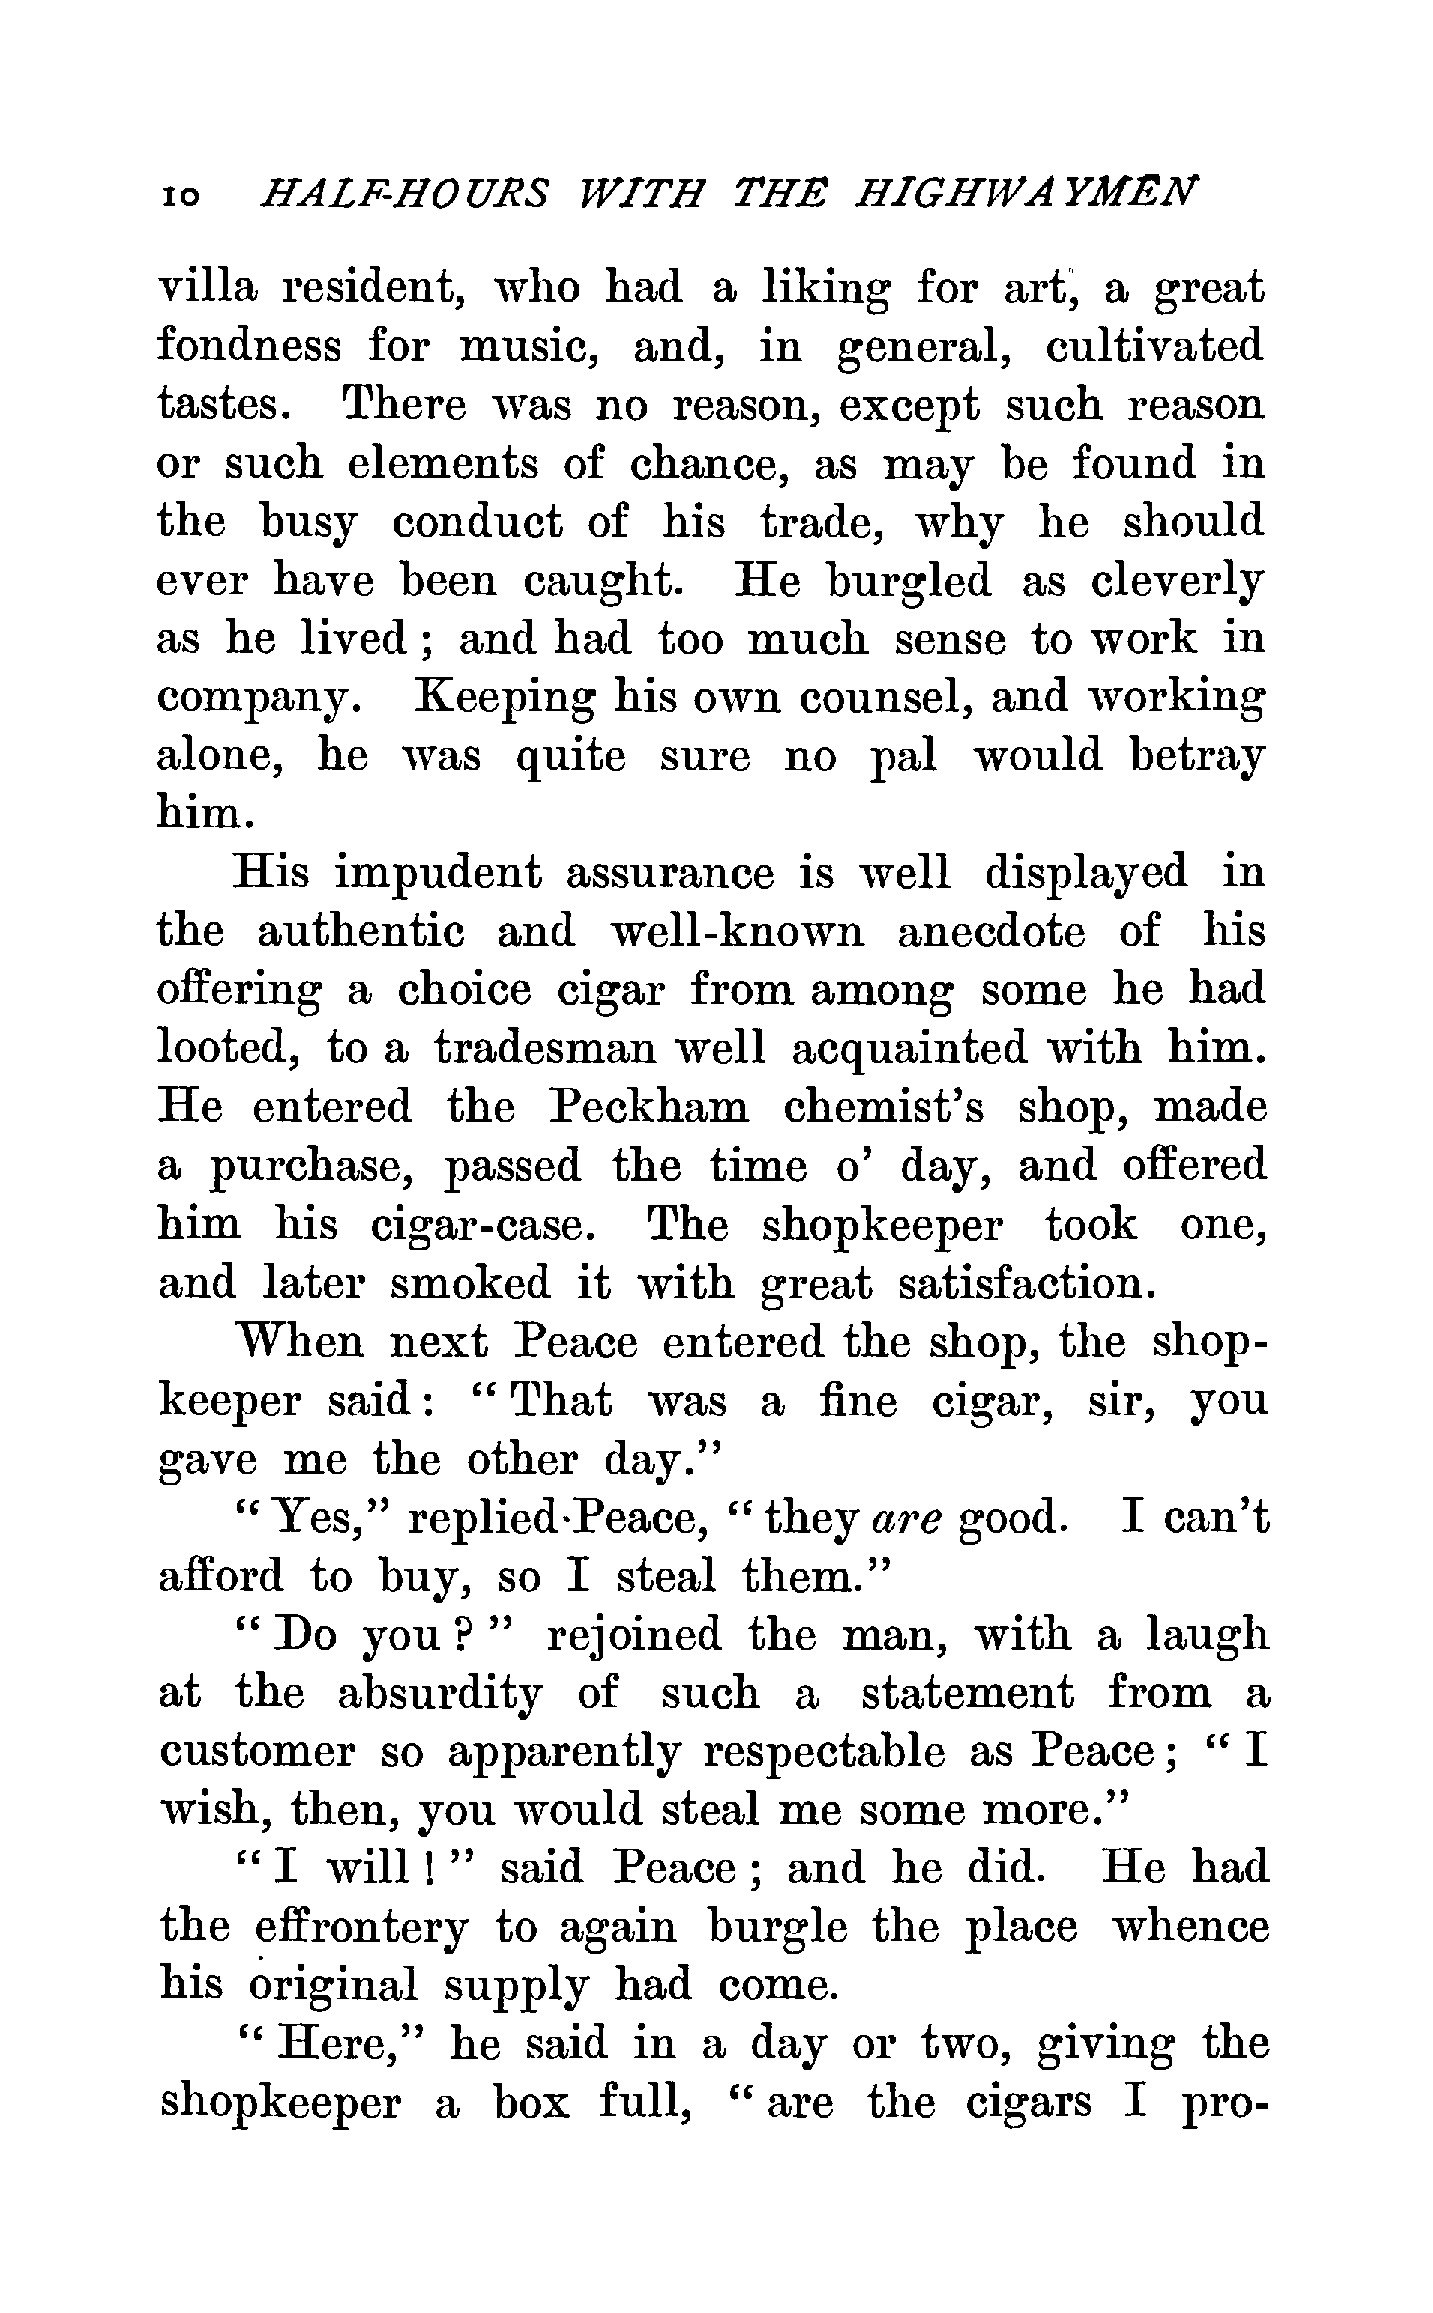 10 HALF-HOURS WITH THE HIGHWAYMEN
villa resident, who had a liking for art, a great
fondness for music, and, in general, cultivated
tastes. There was no reason, except such reason
or such elements of chance, as may be found in
the busy conduct of his trade, why he should
ever have been caught. He burgled as cleverly
as he lived ; and had too much sense to work in
company. Keeping his own counsel, and working
alone, he was quite sure no pal would betray
him.
His impudent assurance is well displayed in
the authentic and well-known anecdote of his
offering a choice cigar from among some he had
looted, to a tradesman well acquainted with him.
He entered the Peckham chemist's shop, made
a purchase, passed the time o' day, and offered
him his cigar-case. The shopkeeper took one,
and later smoked it with great satisfaction.
When next Peace entered the shop, the shop-
keeper said : " That was a fine cigar, sir, you
gave me the other day."
" Yes," replied Peace, " they are good. I can't
afford to buy, so I steal them."
" Do you ? " rejoined the man, with a laugh
at the absurdity of such a statement from a
customer so apparently respectable as Peace ; " I
wish, then, you would steal me some more."
" I will ! " said Peace ; and he did. He had
the effrontery to again burgle the place whence
his original supply had come.
" Here," he said in a day or two, giving the
shopkeeper a box full, " are the cigars I pro-